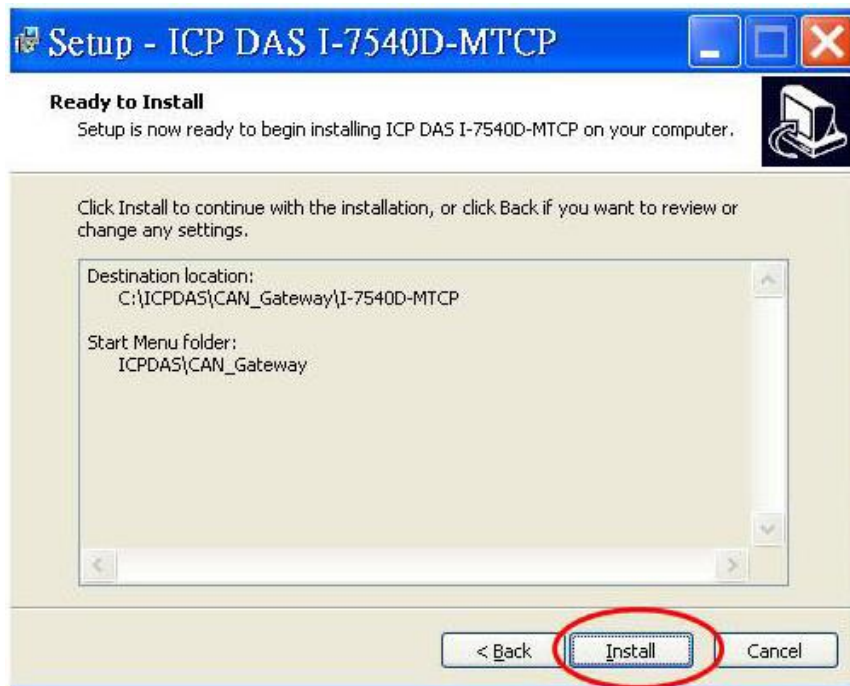 Setup - ICP DAS I-7540D-MTCP
Ready to Install
Setup is now ready to begin installing ICP DAS I-7540D-MTCP on your computer.
Click Install to continue with the installation, or click Back if you want to review or
change any settings.
Destination location:
C:\ICPDAS\CAN_Gateway\I-7540D-MTCP
Start Menu folder:
ICPDAS\CAN_Gateway
< Back
Install
Cancel